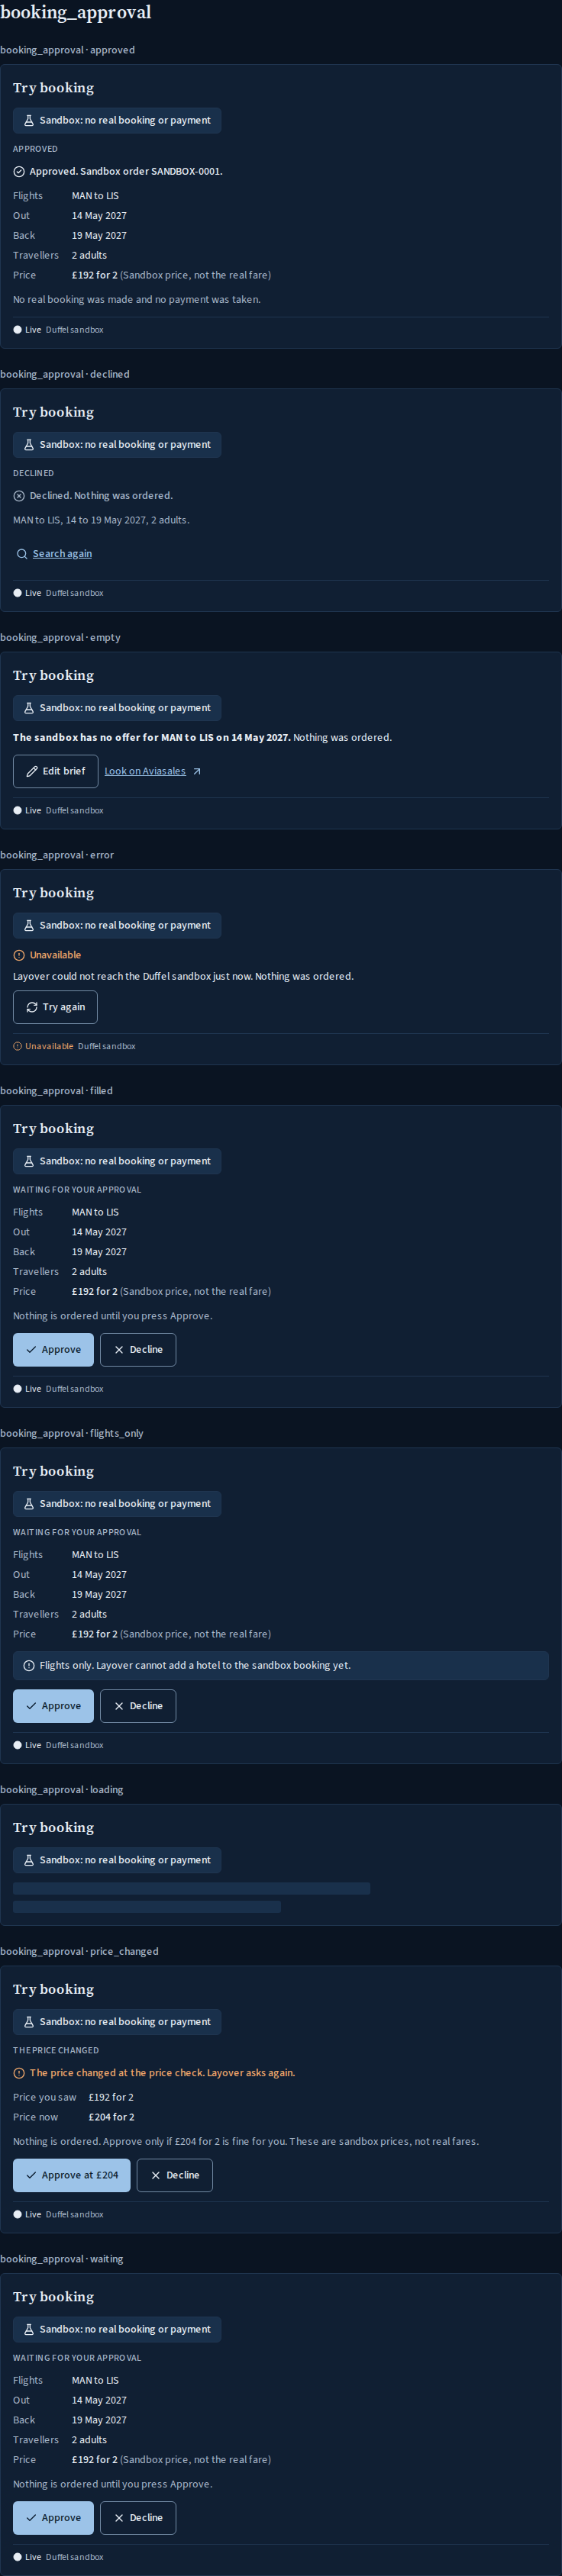 booking_approval
booking_approval · approved
Try booking
Sandbox: no real booking or payment
APPROVED
Approved. Sandbox order SANDBOX-0001.
Flights MAN to LIS
Out 14 May 2027
Back 19 May 2027
Travellers 2 adults
Price £192 for 2 (Sandbox price, not the real fare)
No real booking was made and no payment was taken.
Live Duffel sandbox
booking_approval · declined
Try booking
Sandbox: no real booking or payment
DECLINED
Declined. Nothing was ordered.
MAN to LIS, 14 to 19 May 2027, 2 adults.
Search again
Live Duffel sandbox
booking_approval · empty
Try booking
Sandbox: no real booking or payment
The sandbox has no offer for MAN to LIS on 14 May 2027. Nothing was ordered.
Edit brief Look on Aviasales
Live Duffel sandbox
booking_approval · error
Try booking
Sandbox: no real booking or payment
Unavailable
Layover could not reach the Duffel sandbox just now. Nothing was ordered.
Try again
Unavailable Duffel sandbox
booking_approval · filled
Try booking
Sandbox: no real booking or payment
WAITING FOR YOUR APPROVAL
Flights MAN to LIS
Out 14 May 2027
Back 19 May 2027
Travellers 2 adults
Price £192 for 2 (Sandbox price, not the real fare)
Nothing is ordered until you press Approve.
Approve Decline
Live Duffel sandbox
booking_approval · flights_only
Try booking
Sandbox: no real booking or payment
WAITING FOR YOUR APPROVAL
Flights MAN to LIS
Out 14 May 2027
Back 19 May 2027
Travellers 2 adults
Price £192 for 2 (Sandbox price, not the real fare)
Flights only. Layover cannot add a hotel to the sandbox booking yet.
Approve Decline
Live Duffel sandbox
booking_approval · loading
Try booking
Sandbox: no real booking or payment
booking_approval · price_changed
Try booking
Sandbox: no real booking or payment
THE PRICE CHANGED
The price changed at the price check. Layover asks again.
Price you saw £192 for 2
Price now £204 for 2
Nothing is ordered. Approve only if £204 for 2 is fine for you. These are sandbox prices, not real fares.
Approve at £204 Decline
Live Duffel sandbox
booking_approval · waiting
Try booking
Sandbox: no real booking or payment
WAITING FOR YOUR APPROVAL
Flights MAN to LIS
Out 14 May 2027
Back 19 May 2027
Travellers 2 adults
Price £192 for 2 (Sandbox price, not the real fare)
Nothing is ordered until you press Approve.
Approve Decline
Live Duffel sandbox